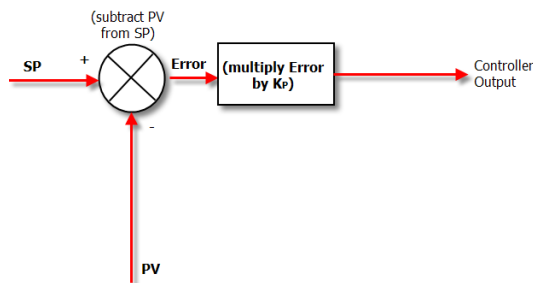 (subtract PV
from SP)
SP
+
Error
(multiply Error
by KP)
Controller
Output
-
PV